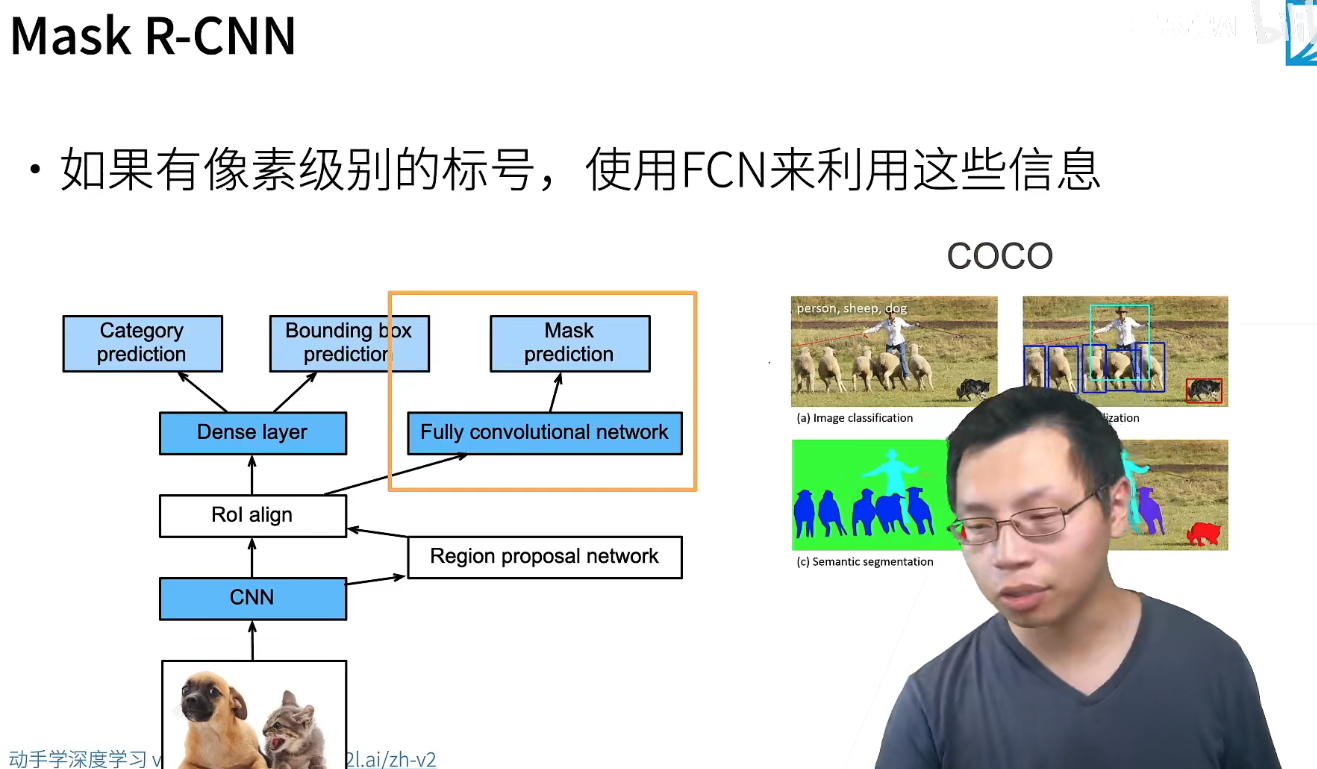 Mask R-CNN
• 如果有像素级别的标号，使用FCN来利用这些信息
COCO
Category
prediction
Bounding box
prediction
Mask
prediction
Dense layer
Fully convolutional network
RoI align
Region proposal network
CNN
person, sheep, dog
(a) Image classification
(c) Semantic segmentation
动手学深度学习 v
2l.ai/zh-v2